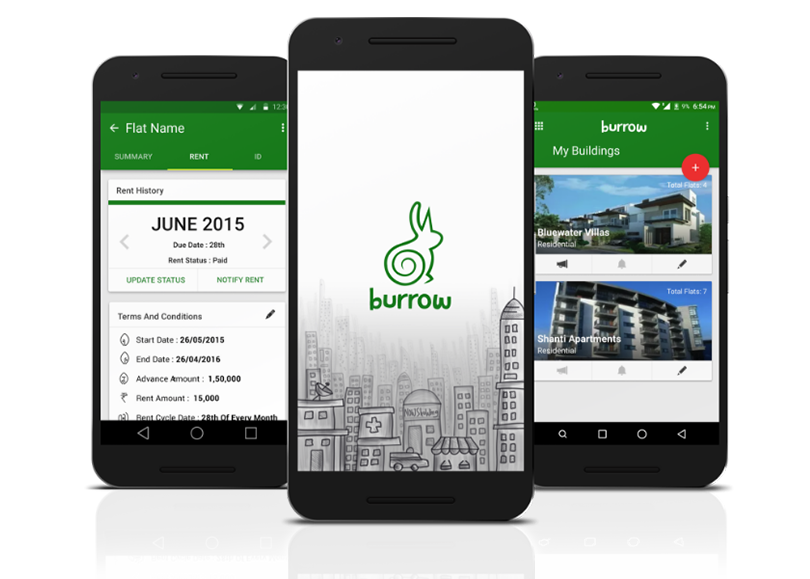 12:30
Flat Name
SUMMARY RENT ID
Rent History
JUNE 2015
Due Date : 28th
Rent Status : Paid
UPDATE STATUS NOTIFY RENT
Terms And Conditions
Start Date : 26/05/2015
End Date : 26/04/2016
Advance Amount : 1,50,000
₹ Rent Amount : 15,000
Rent Cycle Date : 28th Of Every Month
burrow
9% 6:54 PM
burrow
My Buildings
+
Total Flats: 4
Bluewater Villas
Residential
Total Flats: 7
Shanti Apartments
Residential